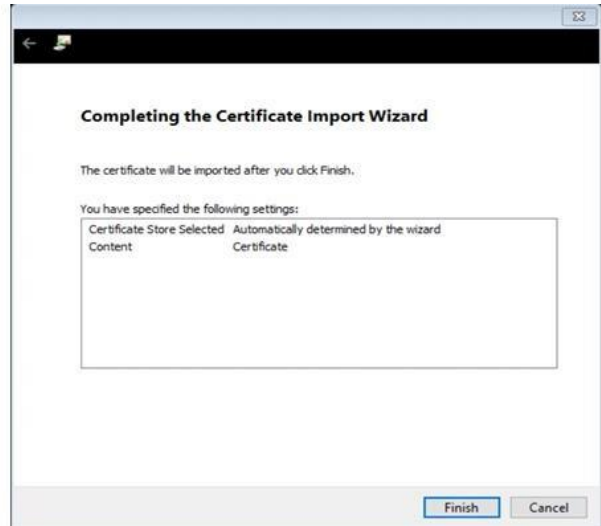 Completing the Certificate Import Wizard
The certificate will be imported after you click Finish.
You have specified the following settings:
Certificate Store Selected Automatically determined by the wizard
Content Certificate
Finish Cancel